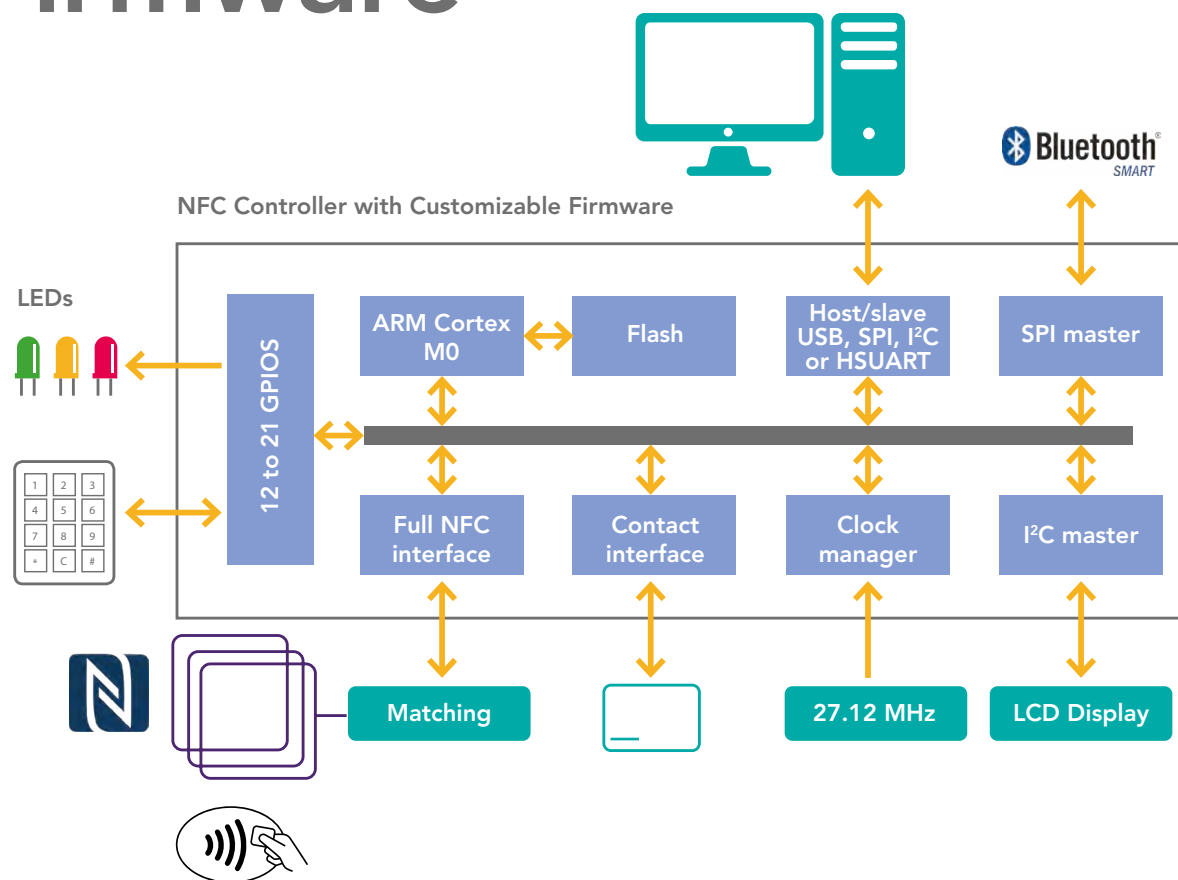 irmware
Bluetooth®
SMART
NFC Controller with Customizable Firmware
LEDs
12 to 21 GPIOS
ARM Cortex
M0
Flash
Host/slave
USB, SPI, I²C
or HSUART
SPI master
1 2 3
4 5 6
7 8 9
* C #
Full NFC
interface
Contact
interface
Clock
manager
I²C master
Matching
27.12 MHz
LCD Display